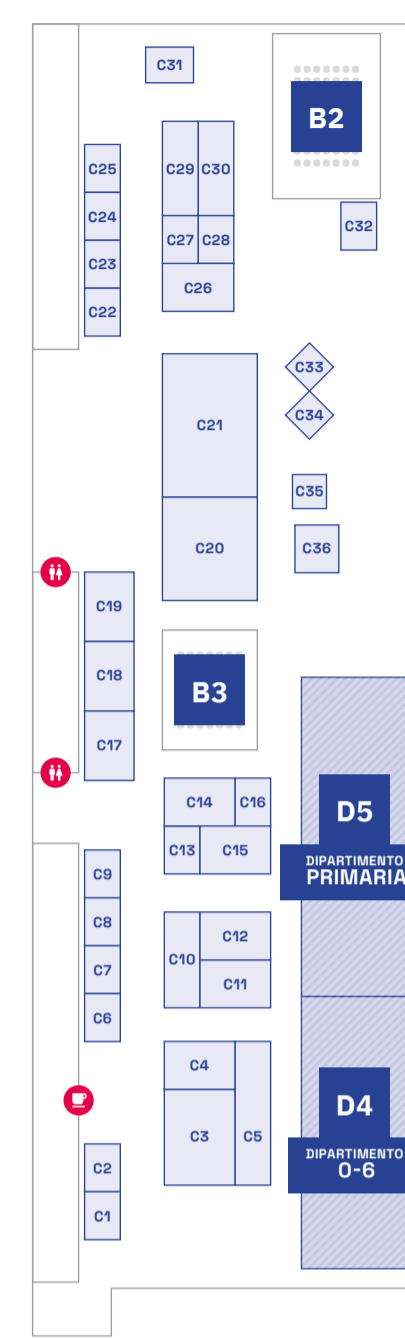 C31
B2
C29 C30
C25
C24
C32
C27 C28
C23
C26
C22
C33
C34
C21
C35
C20
C36
C19
C18
B3
C17
C14 C16
D5
C13 C15
DIPARTIMENTO
PRIMARIA
C9
C8
C12
C10
C7
C11
C6
C4
D4
C3 C5
DIPARTIMENTO
0-6
C2
C1